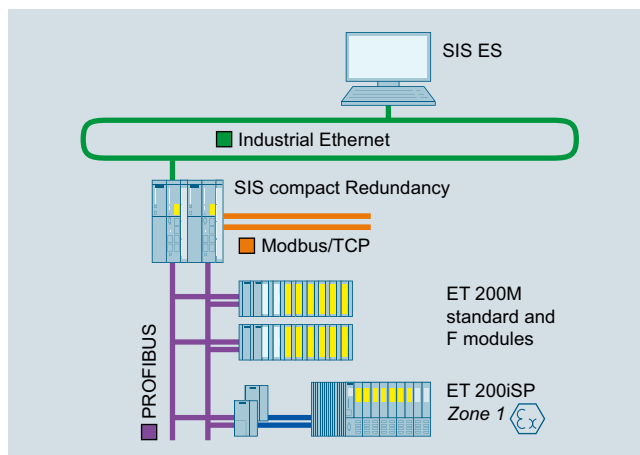 SIS ES
Industrial Ethernet
SIS compact Redundancy
Modbus/TCP
ET 200M
standard and
F modules
PROFIBUS
ET 200iSP
Zone 1 Ex